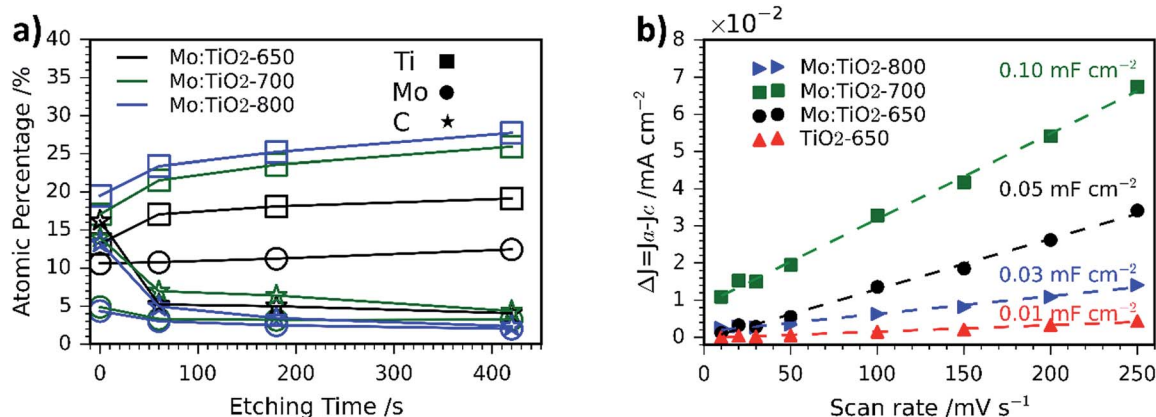 a)
40
35
30
25
20
15
10
5
0
Atomic Percentage /%
Mo:TiO2-650
Mo:TiO2-700
Mo:TiO2-800
Ti
Mo
C
0 100 200 300 400
Etching Time /s
b)
×10⁻²
8
7
6
5
4
3
2
1
0
ΔJ=Ja-Jc /mA cm⁻²
Mo:TiO2-800
Mo:TiO2-700
Mo:TiO2-650
TiO2-650
0.10 mF cm⁻²
0.05 mF cm⁻²
0.03 mF cm⁻²
0.01 mF cm⁻²
0 50 100 150 200 250
Scan rate /mV s⁻¹